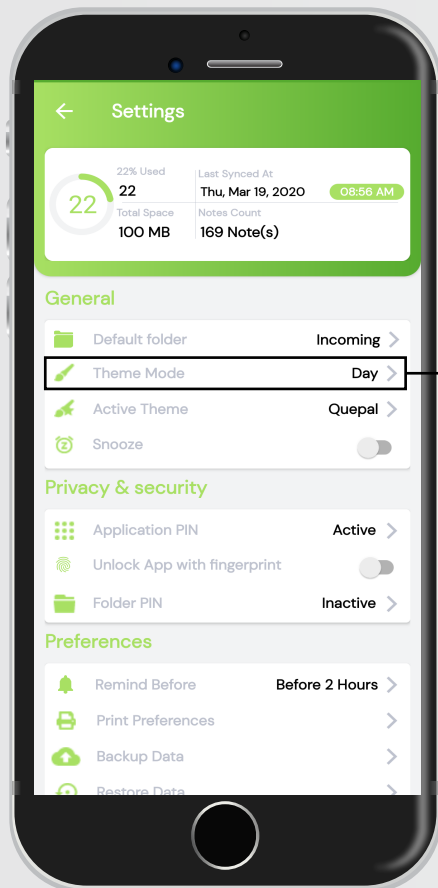 Settings
22
22% Used
22
Last Synced At
Thu, Mar 19, 2020
08:56 AM
Total Space
100 MB
Notes Count
169 Note(s)
General
Default folder Incoming
Theme Mode Day
Active Theme Quepal
Snooze
Privacy & security
Application PIN Active
Unlock App with fingerprint
Folder PIN Inactive
Preferences
Remind Before Before 2 Hours
Print Preferences
Backup Data
Restore Data